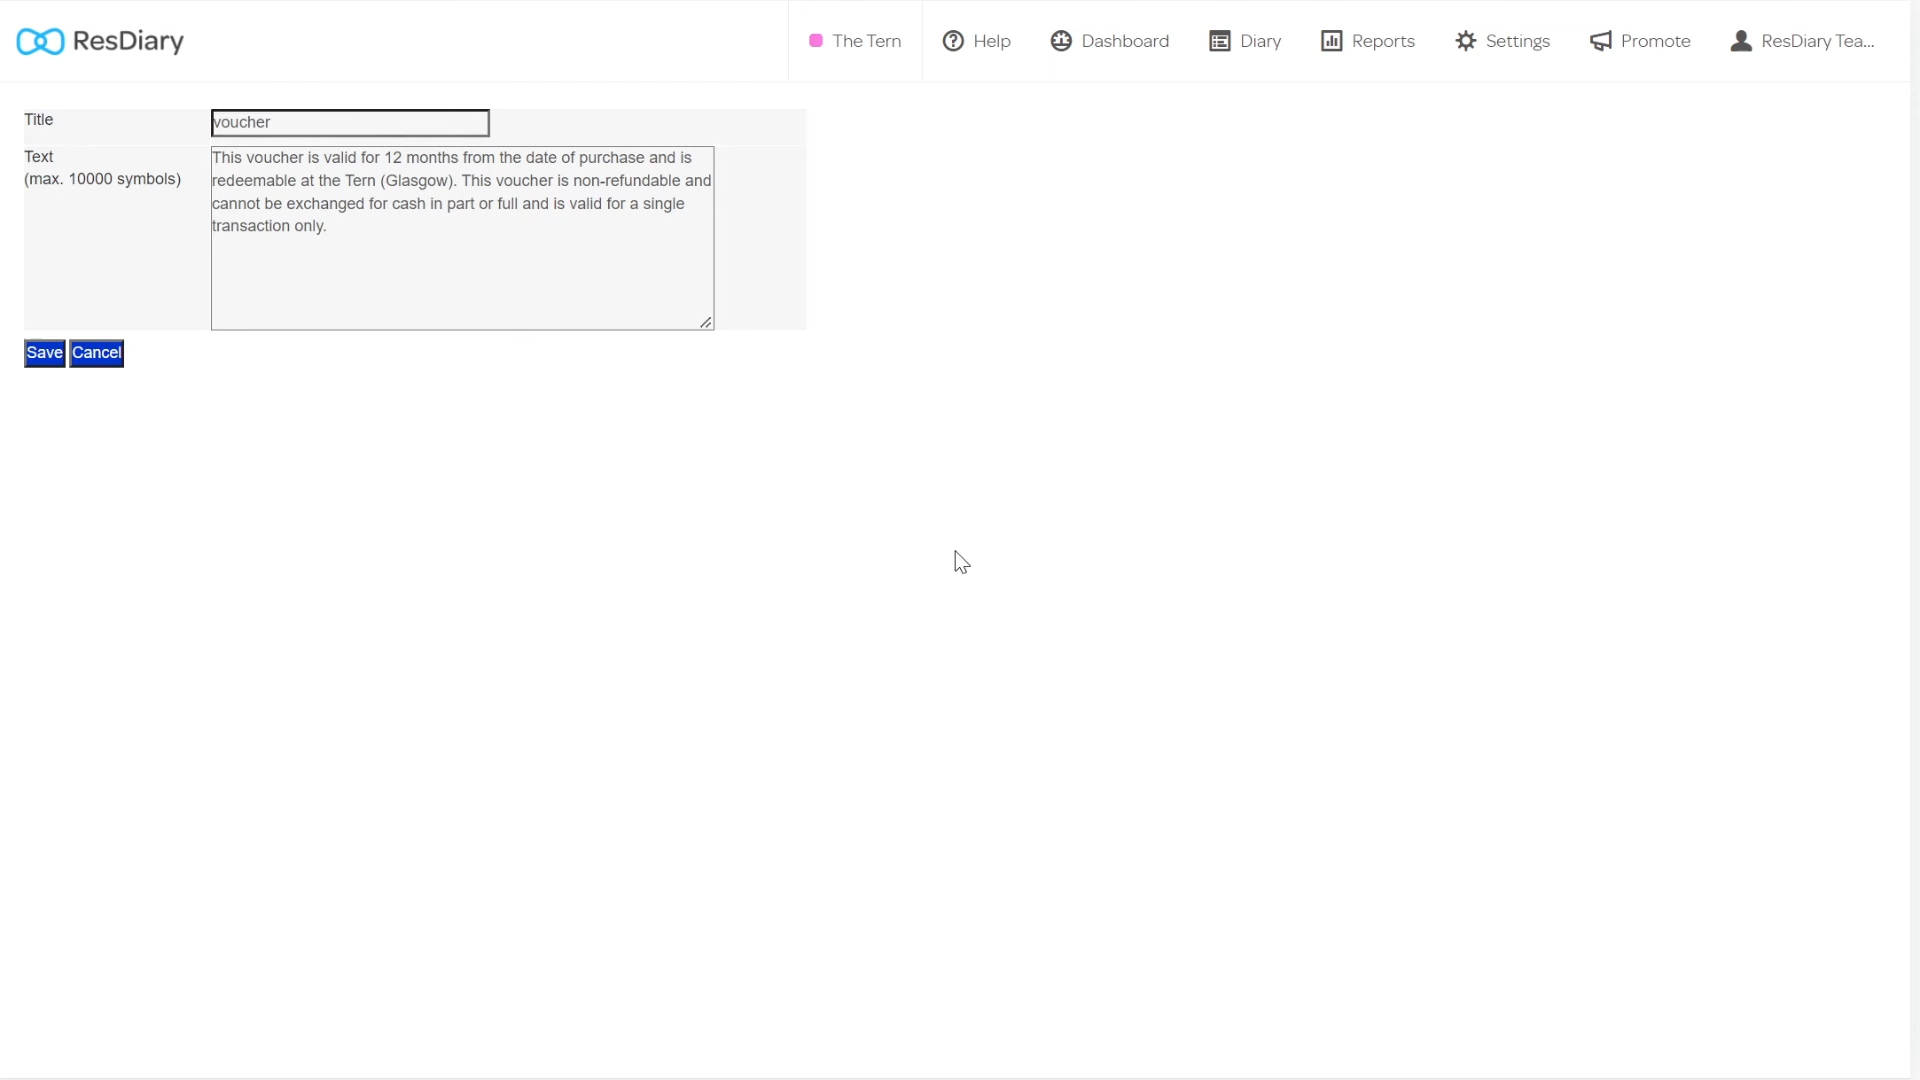 ResDiary
The Tern
Help
Dashboard
Diary
Reports
Settings
Promote
ResDiary Tea...
Title
voucher
Text
(max. 10000 symbols)
This voucher is valid for 12 months from the date of purchase and is
redeemable at the Tern (Glasgow). This voucher is non-refundable and
cannot be exchanged for cash in part or full and is valid for a single
transaction only.
Save
Cancel